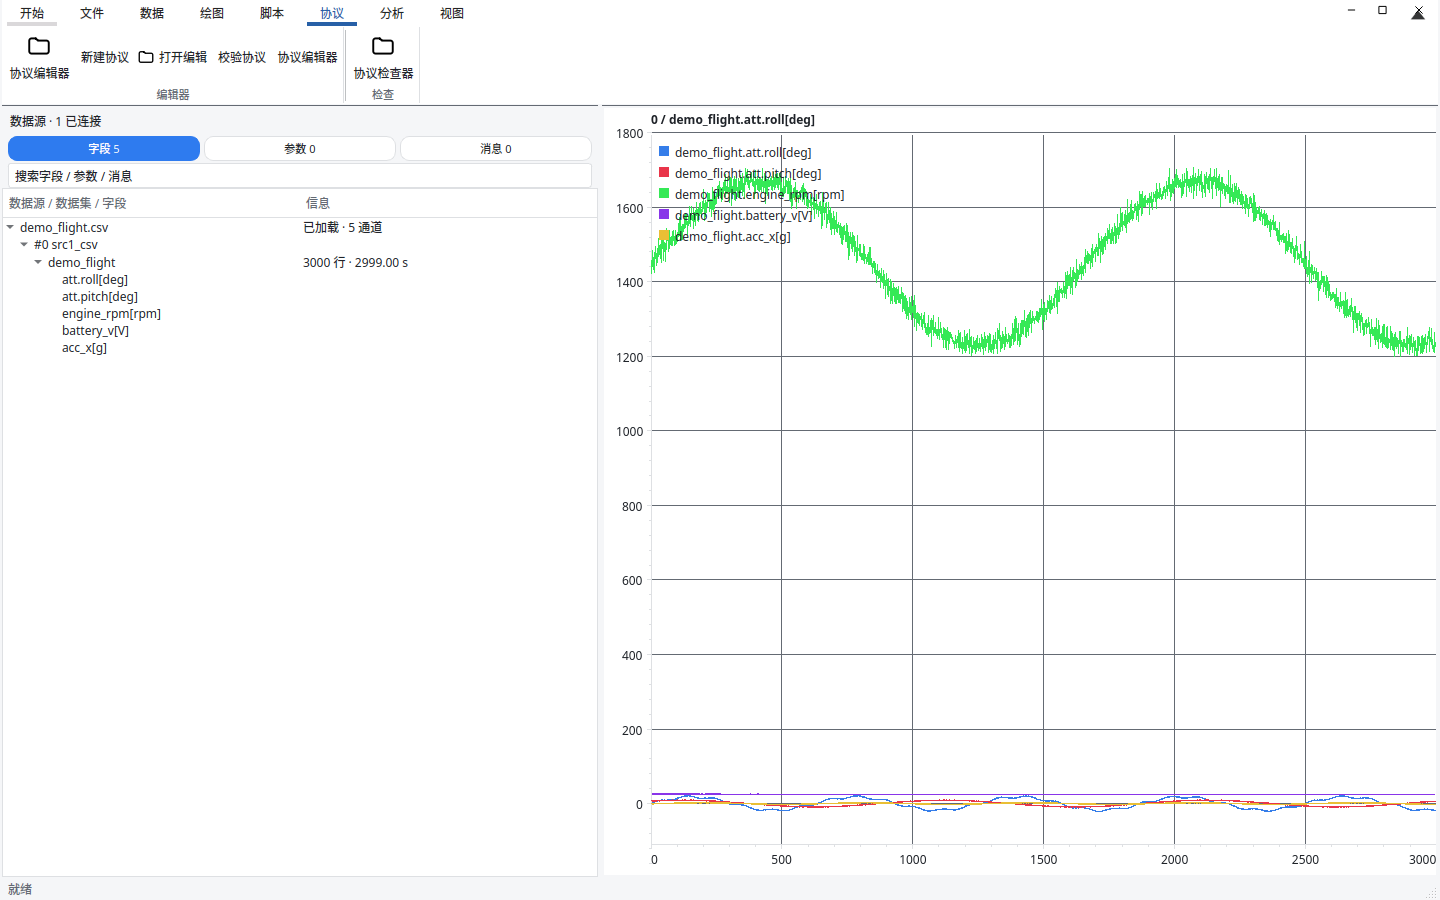 开始 文件 数据 绘图 脚本 协议 分析 视图
协议编辑器 新建协议 打开编辑 校验协议 协议编辑器 协议检查器
编辑器 检查
数据源 · 1 已连接
字段 5 参数 0 消息 0
搜索字段 / 参数 / 消息
数据源 / 数据集 / 字段 信息
demo_flight.csv 已加载 · 5 通道
#0 src1_csv
demo_flight 3000 行 · 2999.00 s
att.roll[deg]
att.pitch[deg]
engine_rpm[rpm]
battery_v[V]
acc_x[g]
0 / demo_flight.att.roll[deg]
demo_flight.att.roll[deg]
demo_flight.att.pitch[deg]
demo_flight.engine_rpm[rpm]
demo_flight.battery_v[V]
demo_flight.acc_x[g]
1800
1600
1400
1200
1000
800
600
400
200
0
0 500 1000 1500 2000 2500 3000
就绪